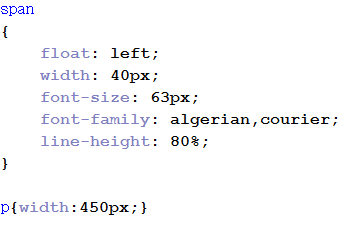 span
{
float: left;
width: 40px;
font-size: 63px;
font-family: algerian,courier;
line-height: 80%;
}
p{width:450px;}